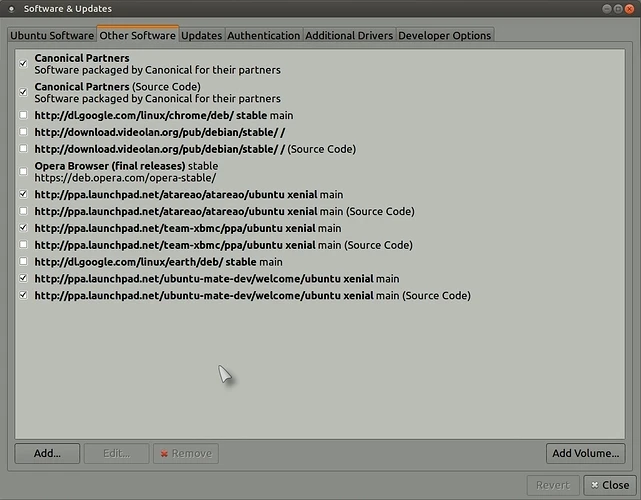 Software & Updates
Ubuntu Software Other Software Updates Authentication Additional Drivers Developer Options
Canonical Partners
Software packaged by Canonical for their partners
Canonical Partners (Source Code)
Software packaged by Canonical for their partners
http://dl.google.com/linux/chrome/deb/ stable main
http://download.videolan.org/pub/debian/stable/ /
http://download.videolan.org/pub/debian/stable/ / (Source Code)
Opera Browser (final releases) stable
https://deb.opera.com/opera-stable/
http://ppa.launchpad.net/atareao/atareao/ubuntu xenial main
http://ppa.launchpad.net/atareao/atareao/ubuntu xenial main (Source Code)
http://ppa.launchpad.net/team-xbmc/ppa/ubuntu xenial main
http://ppa.launchpad.net/team-xbmc/ppa/ubuntu xenial main (Source Code)
http://dl.google.com/linux/earth/deb/ stable main
http://ppa.launchpad.net/ubuntu-mate-dev/welcome/ubuntu xenial main
http://ppa.launchpad.net/ubuntu-mate-dev/welcome/ubuntu xenial main (Source Code)
Add... Edit... Remove Add Volume...
Revert Close